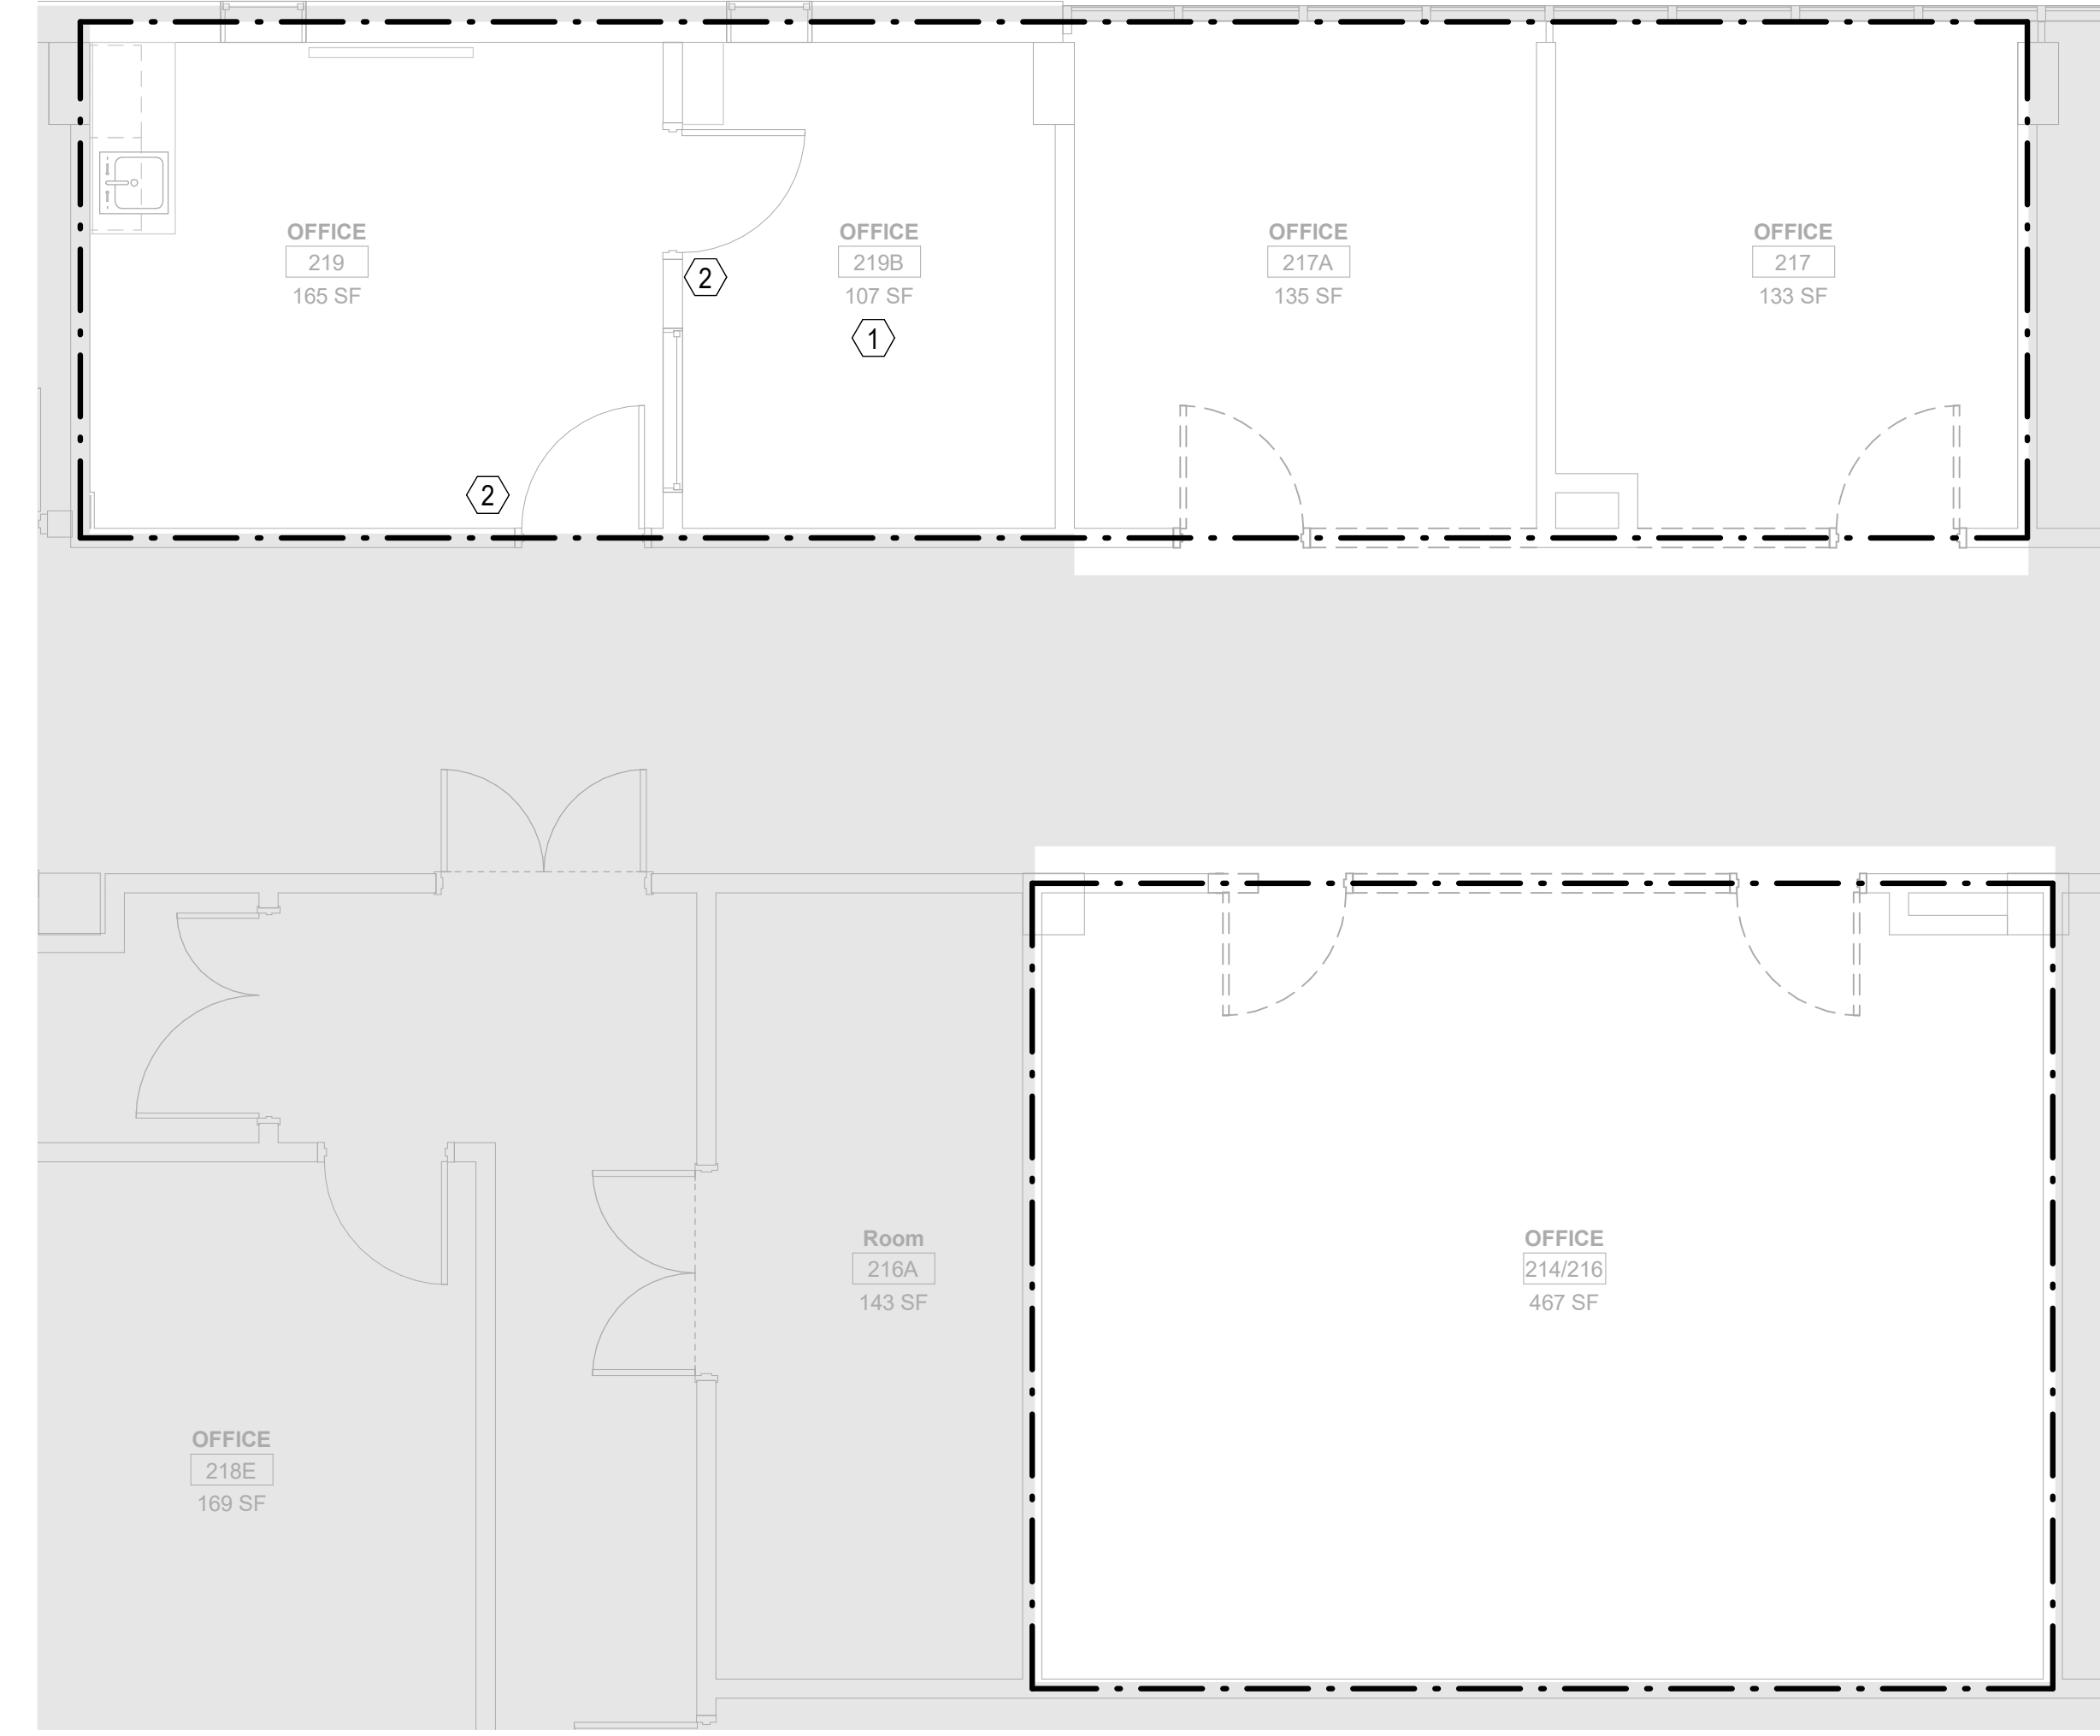 OFFICE
219
165 SF
OFFICE
219B
107 SF
OFFICE
217A
135 SF
OFFICE
217
133 SF
2
1
2
Room
216A
143 SF
OFFICE
214/216
467 SF
OFFICE
218E
169 SF